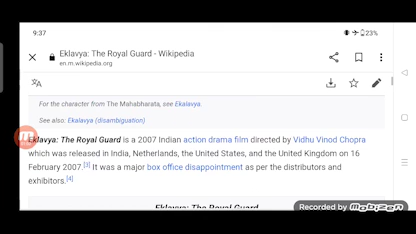 9:37
23%
Eklavya: The Royal Guard - Wikipedia
en.m.wikipedia.org
For the character from The Mahabharata, see Ekalavya.
See also: Ekalavya (disambiguation)
Eklavya: The Royal Guard is a 2007 Indian action drama film directed by Vidhu Vinod Chopra
which was released in India, Netherlands, the United States, and the United Kingdom on 16
February 2007.[3] It was a major box office disappointment as per the distributors and
exhibitors.[4]
Eklavya: The Royal Guard
Recorded by Mobizen